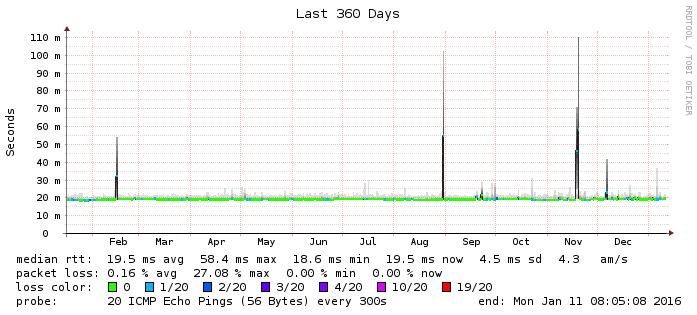 Last 360 Days
RRDTOOL / TOBI OETIKER
Seconds
110 m
100 m
90 m
80 m
70 m
60 m
50 m
40 m
30 m
20 m
10 m
0
Feb Mar Apr May Jun Jul Aug Sep Oct Nov Dec
median rtt: 19.5 ms avg 58.4 ms max 18.6 ms min 19.5 ms now 4.5 ms sd 4.3 am/s
packet loss: 0.16 % avg 27.08 % max 0.00 % min 0.00 % now
loss color: 0 1/20 2/20 3/20 4/20 10/20 19/20
probe: 20 ICMP Echo Pings (56 Bytes) every 300s end: Mon Jan 11 08:05:08 2016